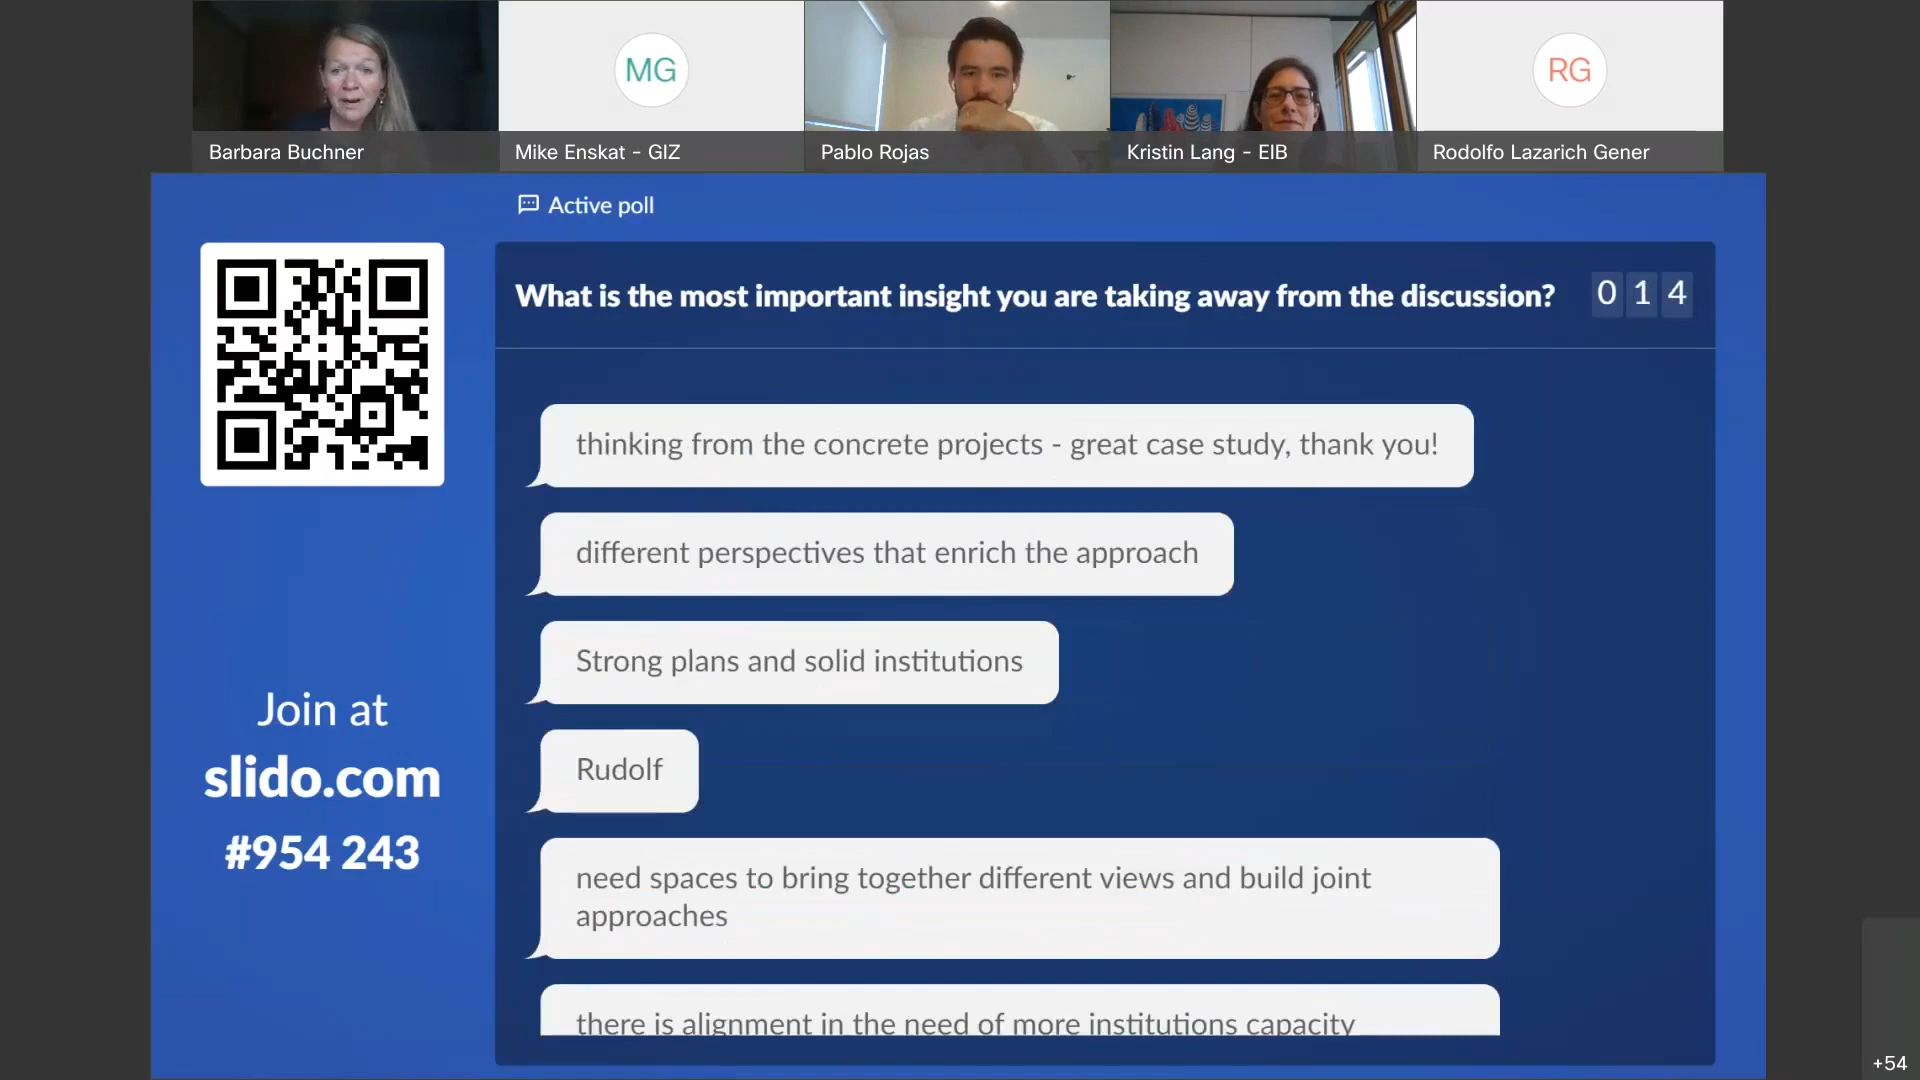 MG
RG
Barbara Buchner
Mike Enskat - GIZ
Pablo Rojas
Kristin Lang - EIB
Rodolfo Lazarich Gener
Active poll
What is the most important insight you are taking away from the discussion?
014
thinking from the concrete projects - great case study, thank you!
different perspectives that enrich the approach
Strong plans and solid institutions
Rudolf
need spaces to bring together different views and build joint
approaches
there is alignment in the need of more institutions capacity
Join at
slido.com
#954 243
+54